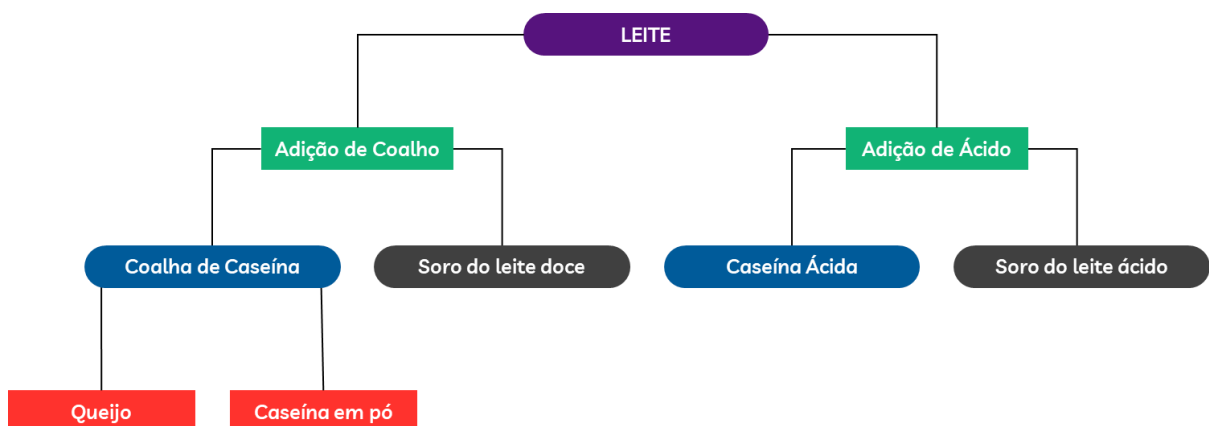 LEITE
Adição de Coalho
Adição de Ácido
Coalha de Caseína
Soro do leite doce
Caseína Ácida
Soro do leite ácido
Queijo
Caseína em pó